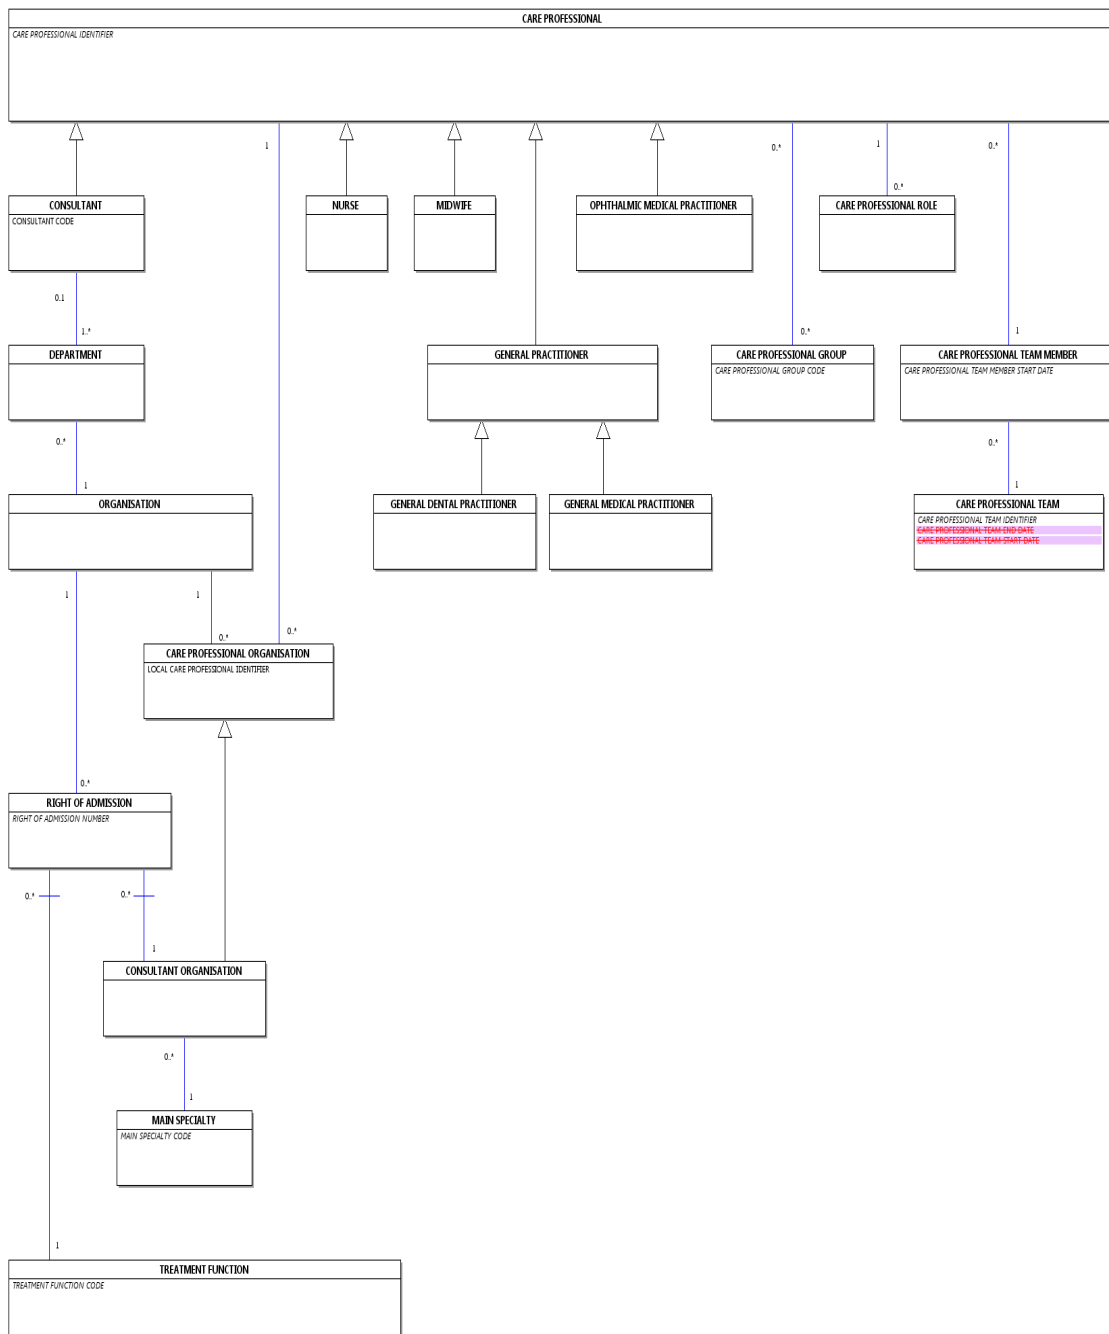 CARE PROFESSIONAL
CARE PROFESSIONAL IDENTIFIER
1
0..*
1
0..*
0..*
CONSULTANT
CONSULTANT CODE
NURSE
MIDWIFE
OPHTHALMIC MEDICAL PRACTITIONER
CARE PROFESSIONAL ROLE
0..1
1..*
0..*
1
DEPARTMENT
GENERAL PRACTITIONER
CARE PROFESSIONAL GROUP
CARE PROFESSIONAL GROUP CODE
CARE PROFESSIONAL TEAM MEMBER
CARE PROFESSIONAL TEAM MEMBER START DATE
0..*
1
0..*
1
ORGANISATION
GENERAL DENTAL PRACTITIONER
GENERAL MEDICAL PRACTITIONER
CARE PROFESSIONAL TEAM
CARE PROFESSIONAL TEAM IDENTIFIER
CARE PROFESSIONAL TEAM END DATE
CARE PROFESSIONAL TEAM START DATE
1
1
0..*
0..*
CARE PROFESSIONAL ORGANISATION
LOCAL CARE PROFESSIONAL IDENTIFIER
0..*
RIGHT OF ADMISSION
RIGHT OF ADMISSION NUMBER
0..*
0..*
1
CONSULTANT ORGANISATION
0..*
1
MAIN SPECIALTY
MAIN SPECIALTY CODE
1
TREATMENT FUNCTION
TREATMENT FUNCTION CODE